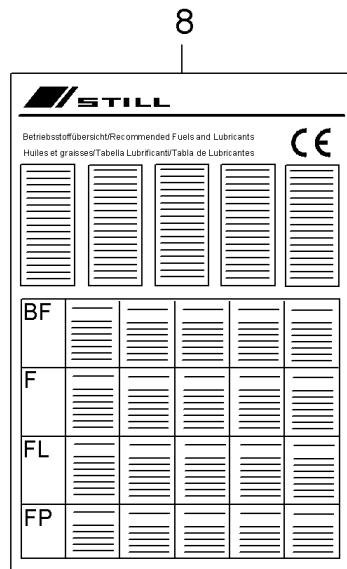 8
STILL
Betriebsstoffübersicht/Recommended Fuels and Lubricants
Huiles et graisses/Tabella Lubrificanti/Tabla de Lubricantes
CE
BF
F
FL
FP